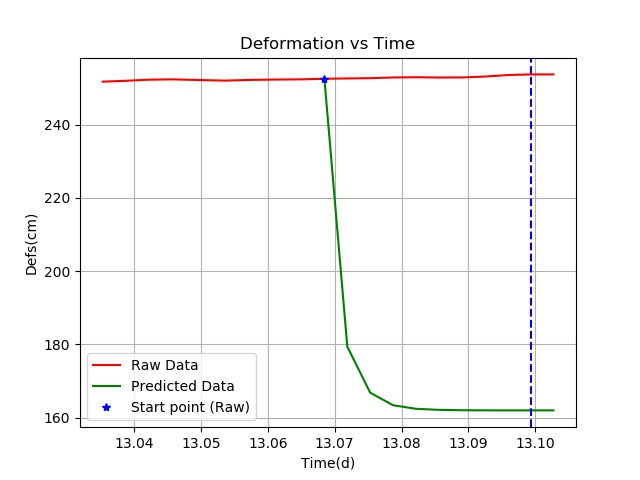 Deformation vs Time
Defs(cm)
240
220
200
180
160
Raw Data
Predicted Data
Start point (Raw)
13.04 13.05 13.06 13.07 13.08 13.09 13.10
Time(d)